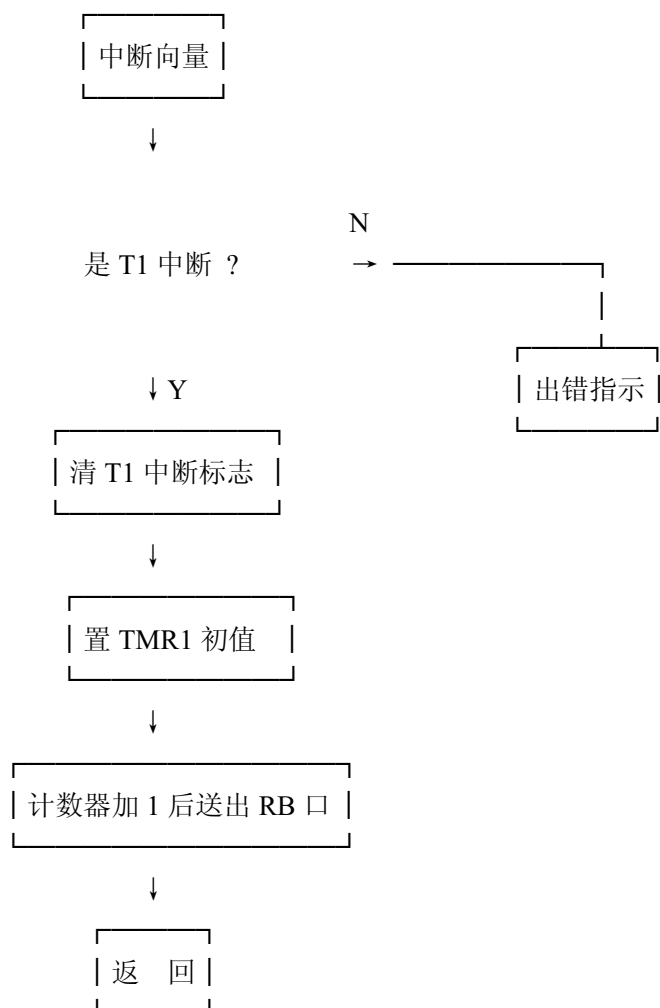 中断向量
N
是 T1 中断 ?
Y
出错指示
清 T1 中断标志
置 TMR1 初值
计数器加 1 后送出 RB 口
返 回